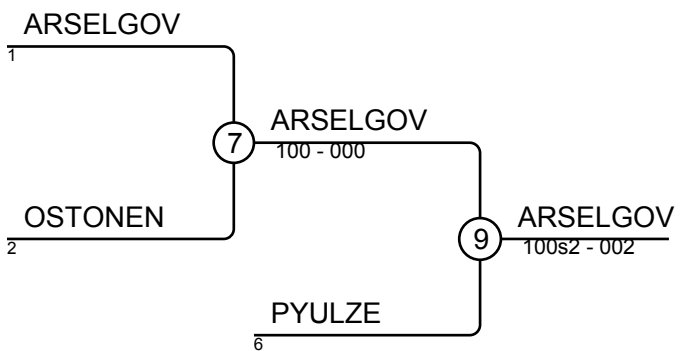 ARSELGOV
1
7
ARSELGOV
100 - 000
OSTONEN
2
9
ARSELGOV
100s2 - 002
PYULZE
6